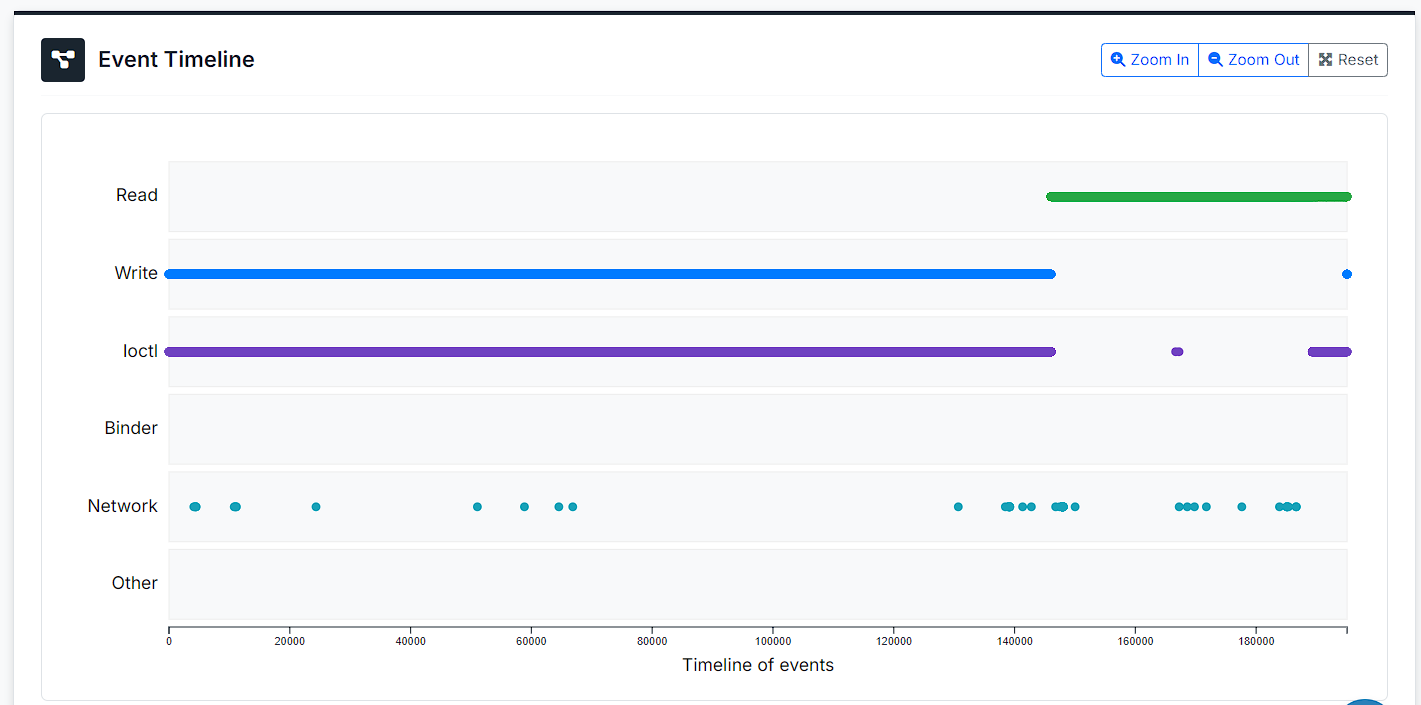 Event Timeline
Zoom In
Zoom Out
Reset
Read
Write
Ioctl
Binder
Network
Other
0 20000 40000 60000 80000 100000 120000 140000 160000 180000
Timeline of events